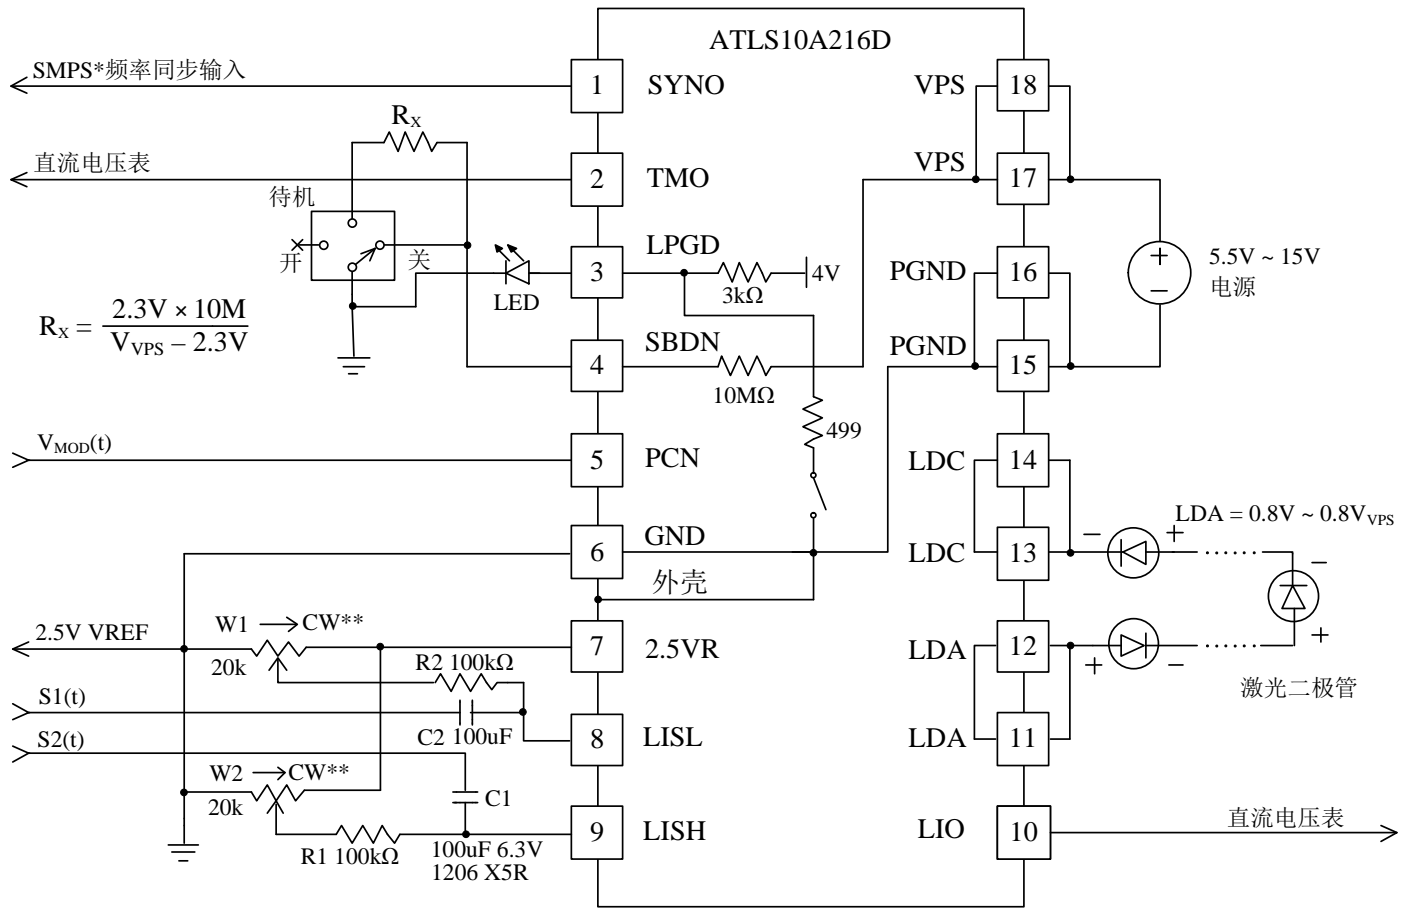 ATLS10A216D
SMPS*频率同步输入
1
SYNO
VPS
18
R_X
直流电压表
2
TMO
VPS
17
待机
开
关
LED
3
LPGD
3kΩ
4V
PGND
16
5.5V ~ 15V
电源
R_X = 2.3V × 10M / V_VPS − 2.3V
4
SBDN
10MΩ
PGND
15
499
V_MOD(t)
5
PCN
LDC
14
LDA = 0.8V ~ 0.8V_VPS
6
GND
LDC
13
− +
外壳
−
+
2.5V VREF
W1 → CW**
20k
7
2.5VR
LDA
12
+ −
R2 100kΩ
激光二极管
S1(t)
C2 100uF
8
LISL
LDA
11
S2(t)
W2 → CW**
20k
C1
R1 100kΩ
100uF 6.3V
1206 X5R
9
LISH
LIO
10
直流电压表